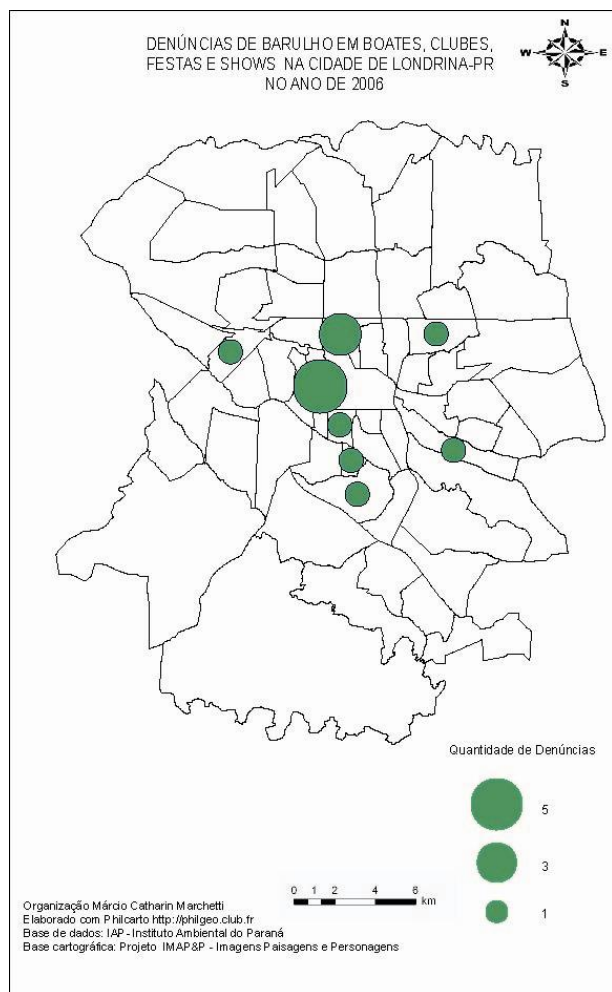 DENÚNCIAS DE BARULHO EM BOATES, CLUBES,
FESTAS E SHOWS NA CIDADE DE LONDRINA-PR
NO ANO DE 2006
N
W
E
S
Quantidade de Denúncias
5
3
1
0 1 2 4 6
km
Organização Márcio Catharin Marchetti
Elaborado com Philcarto http://philgeo.club.fr
Base de dados: IAP - Instituto Ambiental do Paraná
Base cartográfica: Projeto IMAP&P - Imagens Paisagens e Personagens